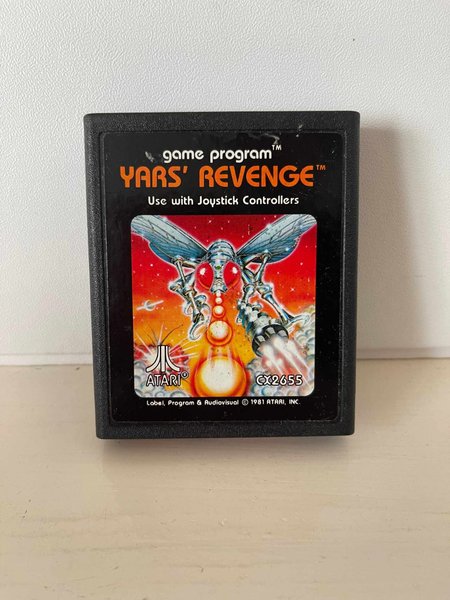 game program™
YARS' REVENGE™
Use with Joystick Controllers
ATARI®
CX2655
Label, Program & Audiovisual © 1981 ATARI, INC.